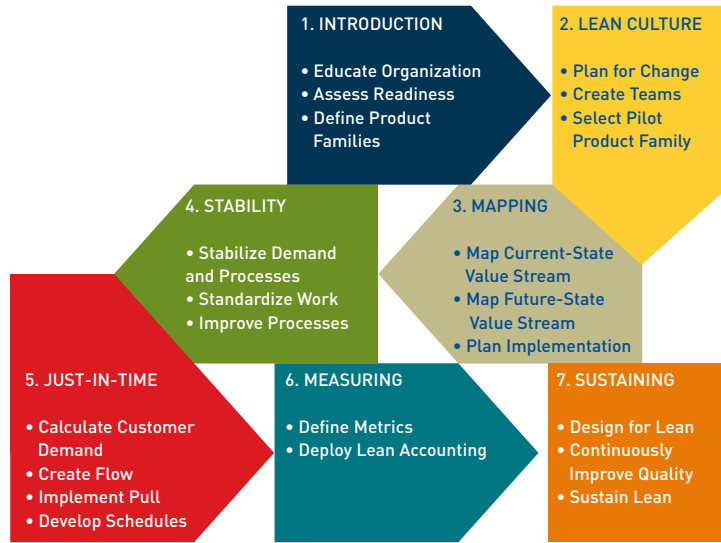 1. INTRODUCTION
• Educate Organization
• Assess Readiness
• Define Product
Families
2. LEAN CULTURE
• Plan for Change
• Create Teams
• Select Pilot
Product Family
3. MAPPING
• Map Current-State
Value Stream
• Map Future-State
Value Stream
• Plan Implementation
4. STABILITY
• Stabilize Demand
and Processes
• Standardize Work
• Improve Processes
5. JUST-IN-TIME
• Calculate Customer
Demand
• Create Flow
• Implement Pull
• Develop Schedules
6. MEASURING
• Define Metrics
• Deploy Lean Accounting
7. SUSTAINING
• Design for Lean
• Continuously
Improve Quality
• Sustain Lean